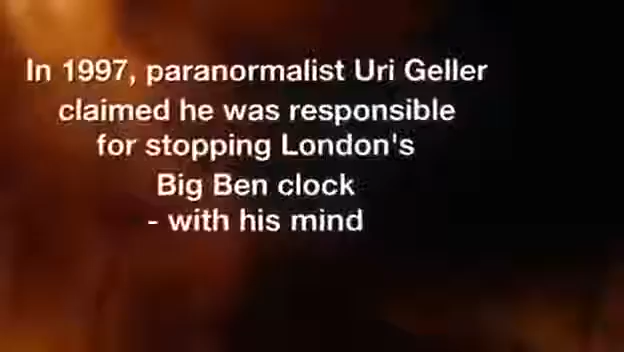 In 1997, paranormalist Uri Geller
claimed he was responsible
for stopping London's
Big Ben clock
- with his mind